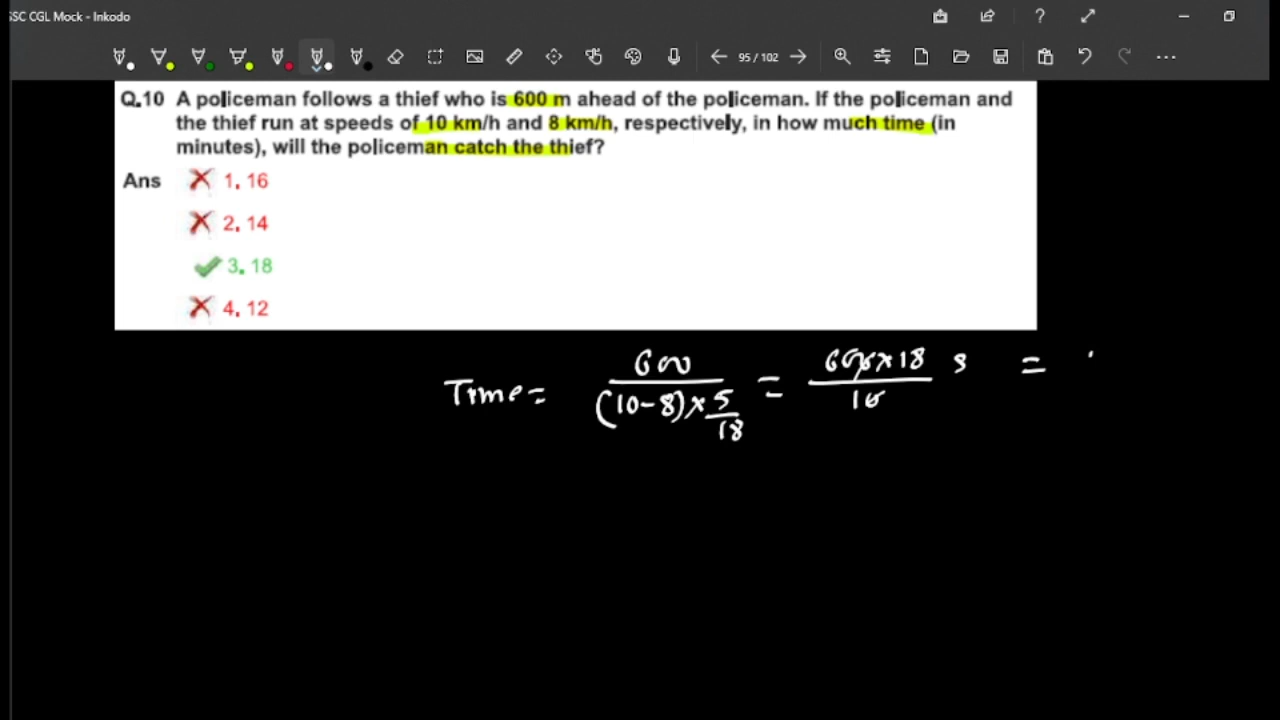 SSC CGL Mock - Inkodo
95 / 102
Q.10 A policeman follows a thief who is 600 m ahead of the policeman. If the policeman and
the thief run at speeds of 10 km/h and 8 km/h, respectively, in how much time (in
minutes), will the policeman catch the thief?
Ans 1. 16
2. 14
3. 18
4. 12
Time = 600 / (10-8) × 5/18 = 600×18 / 10 s =